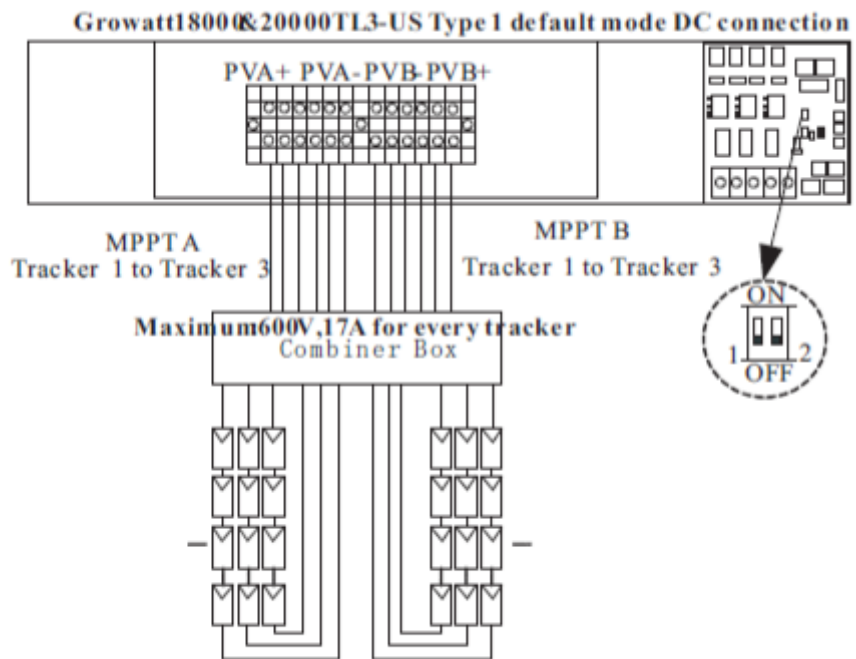 Growatt18000&20000TL3-US Type 1 default mode DC connection
PVA+ PVA-PVB-PVB+
MPPT A
Tracker 1 to Tracker 3
MPPT B
Tracker 1 to Tracker 3
Maximum600V,17A for every tracker
Combiner Box
ON
1 2
OFF